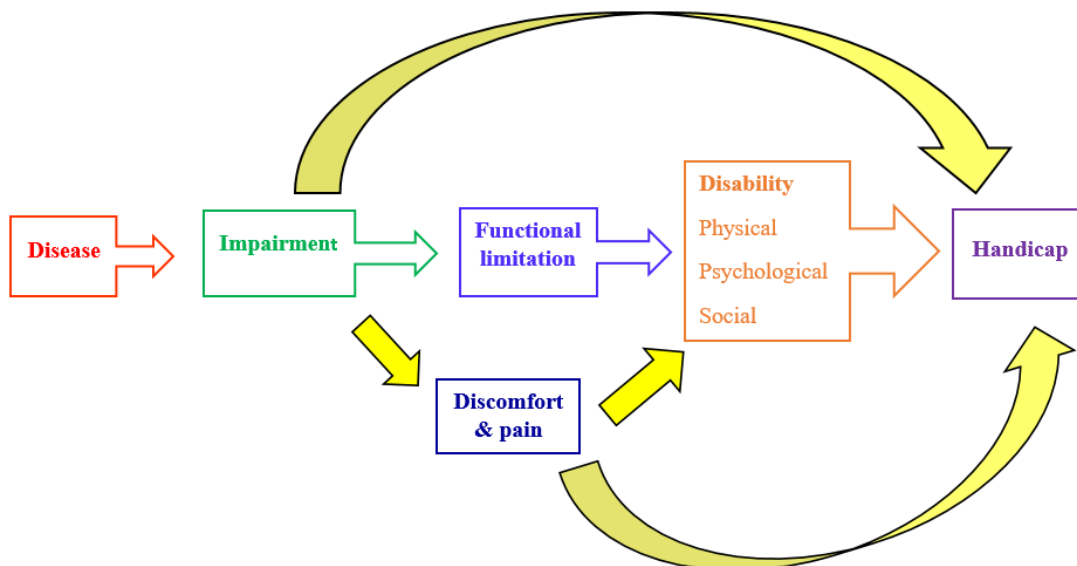 Disease
Impairment
Functional
limitation
Disability
Physical
Psychological
Social
Handicap
Discomfort
& pain